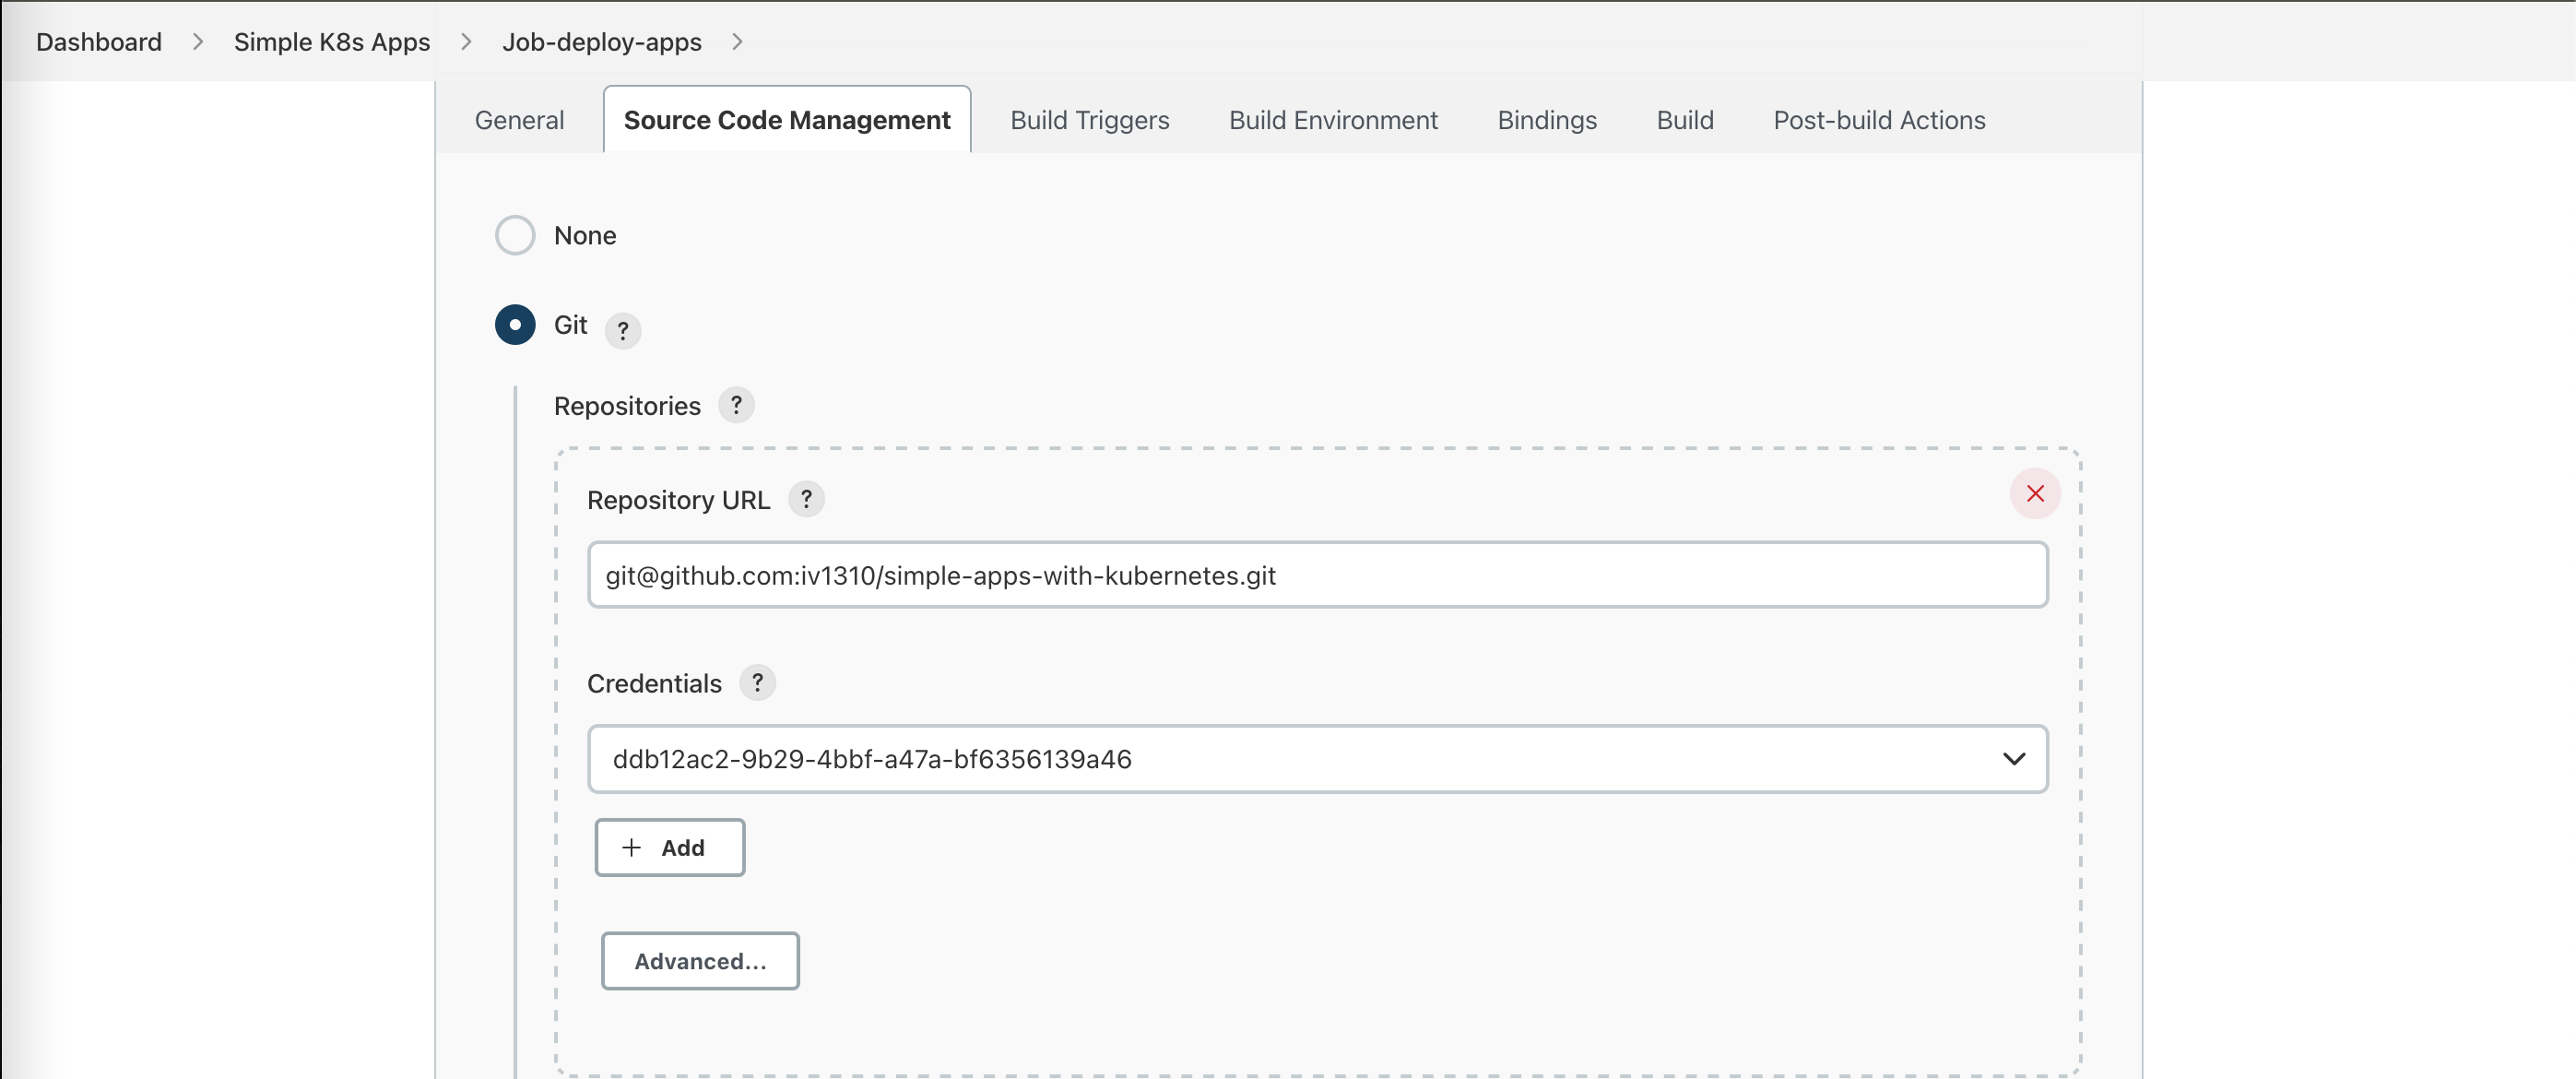 Dashboard > Simple K8s Apps > Job-deploy-apps >
General Source Code Management Build Triggers Build Environment Bindings Build Post-build Actions
None
Git ?
Repositories ?
Repository URL ?
git@github.com:iv1310/simple-apps-with-kubernetes.git
Credentials ?
ddb12ac2-9b29-4bbf-a47a-bf6356139a46
+ Add
Advanced...